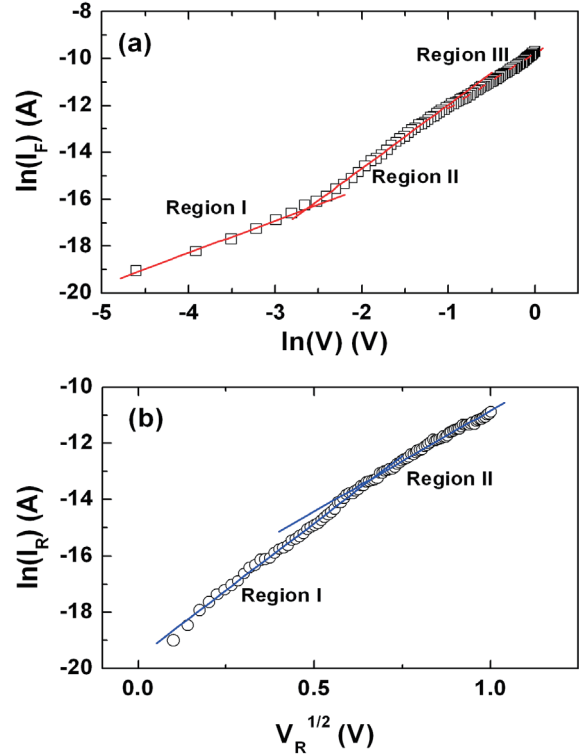 (a)
Region III
Region II
Region I
ln(I_F) (A)
-8
-10
-12
-14
-16
-18
-20
-5 -4 -3 -2 -1 0
ln(V) (V)
(b)
Region II
Region I
ln(I_R) (A)
-10
-12
-14
-16
-18
-20
0.0 0.5 1.0
V_R^1/2 (V)